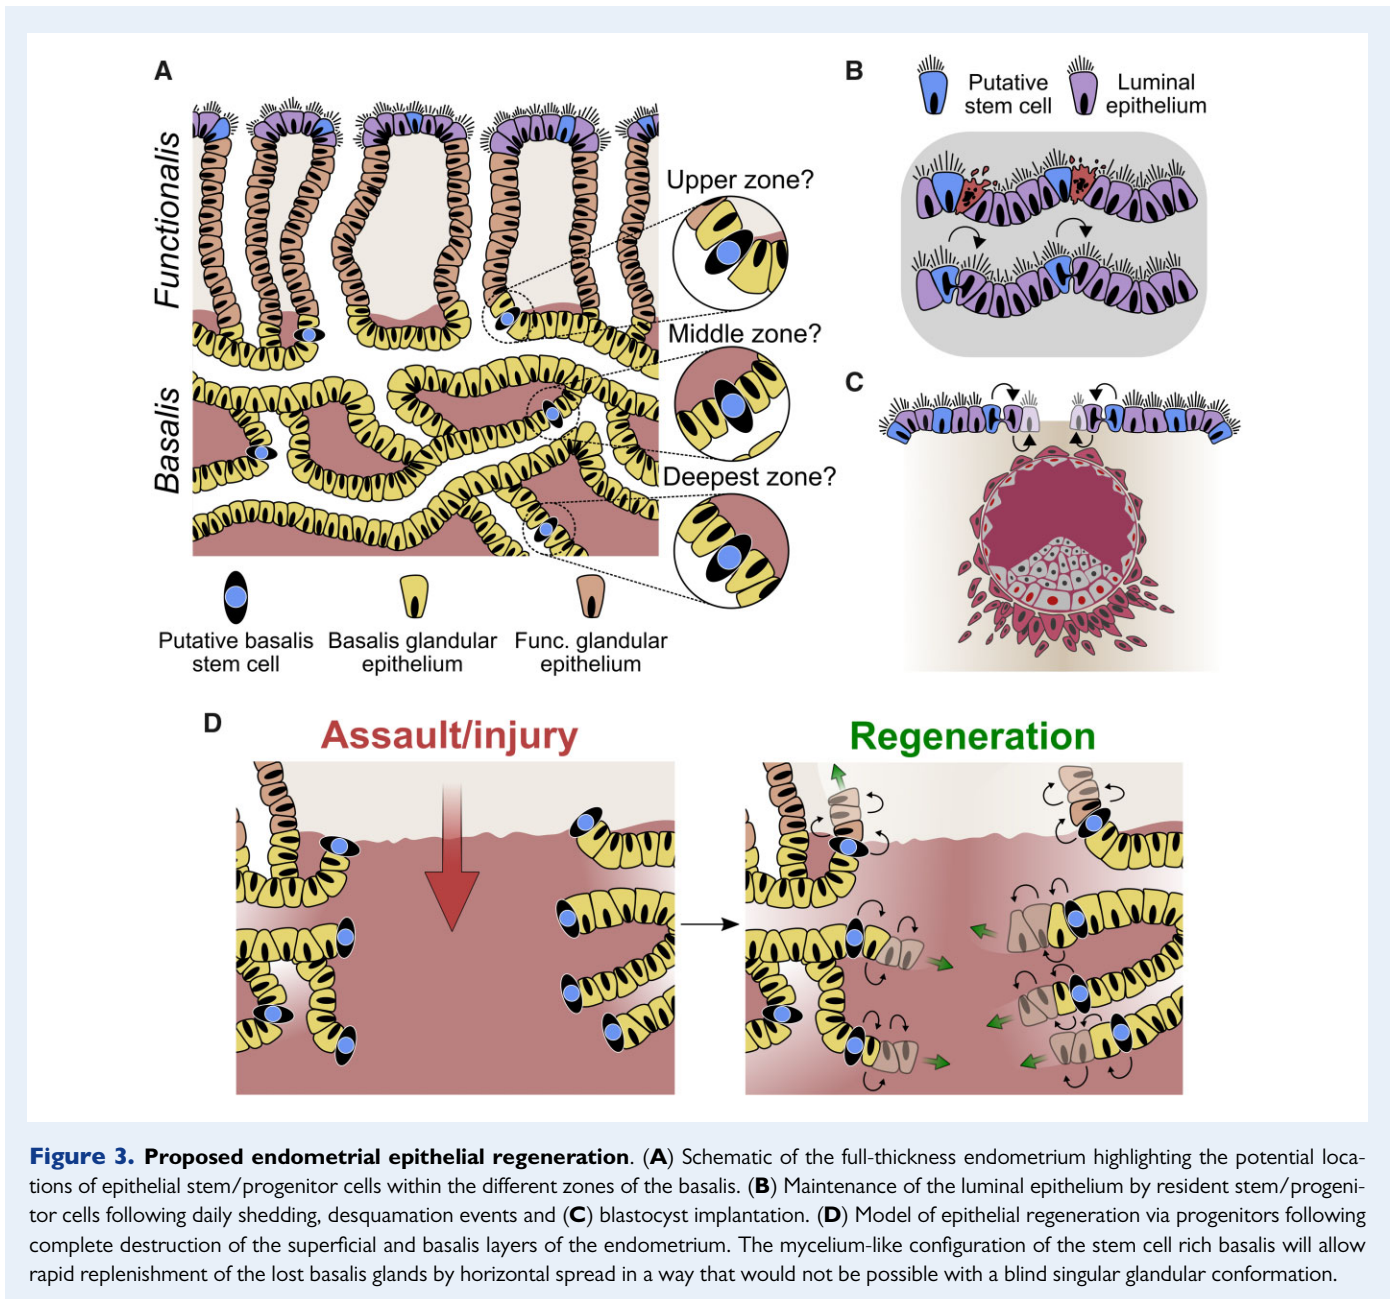 A
Functionalis
Basalis
Upper zone?
Middle zone?
Deepest zone?
Putative basalis
stem cell
Basalis glandular
epithelium
Func. glandular
epithelium
B
Putative
stem cell
Luminal
epithelium
C
D
Assault/injury
Regeneration
Figure 3. Proposed endometrial epithelial regeneration. (A) Schematic of the full-thickness endometrium highlighting the potential loca-
tions of epithelial stem/progenitor cells within the different zones of the basalis. (B) Maintenance of the luminal epithelium by resident stem/progeni-
tor cells following daily shedding, desquamation events and (C) blastocyst implantation. (D) Model of epithelial regeneration via progenitors following
complete destruction of the superficial and basalis layers of the endometrium. The mycelium-like configuration of the stem cell rich basalis will allow
rapid replenishment of the lost basalis glands by horizontal spread in a way that would not be possible with a blind singular glandular conformation.